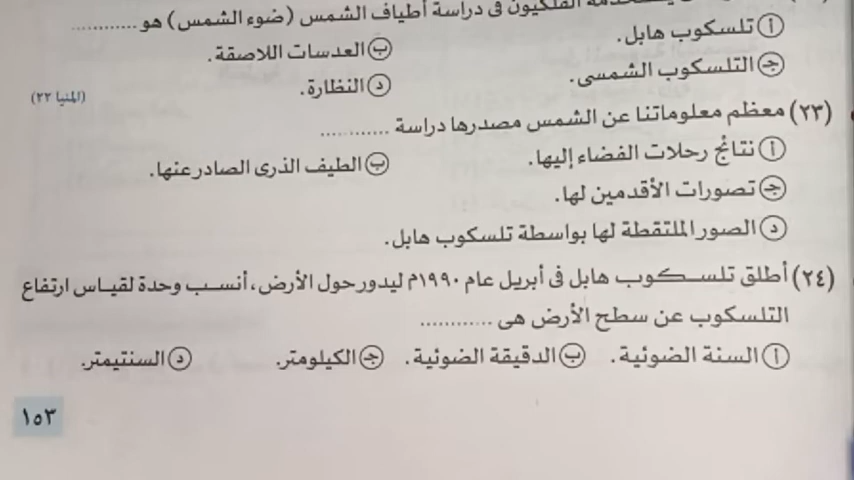 الفلكيون فى دراسة أطياف الشمس (ضوء الشمس) هو ............
أ تلسكوب هابل.
ب العدسات اللاصقة.
ج التلسكوب الشمسى.
د النظارة.
(المنيا ٢٢)
(٢٣) معظم معلوماتنا عن الشمس مصدرها دراسة ............
أ نتائج رحلات الفضاء إليها.
ب الطيف الذرى الصادر عنها.
ج تصورات الأقدمين لها.
د الصور الملتقطة لها بواسطة تلسكوب هابل.
(٢٤) أطلق تلسكوب هابل فى أبريل عام ١٩٩٠م ليدور حول الأرض، أنسب وحدة لقياس ارتفاع
التلسكوب عن سطح الأرض هى ............
أ السنة الضوئية. ب الدقيقة الضوئية. ج الكيلومتر. د السنتيمتر.
١٥٣